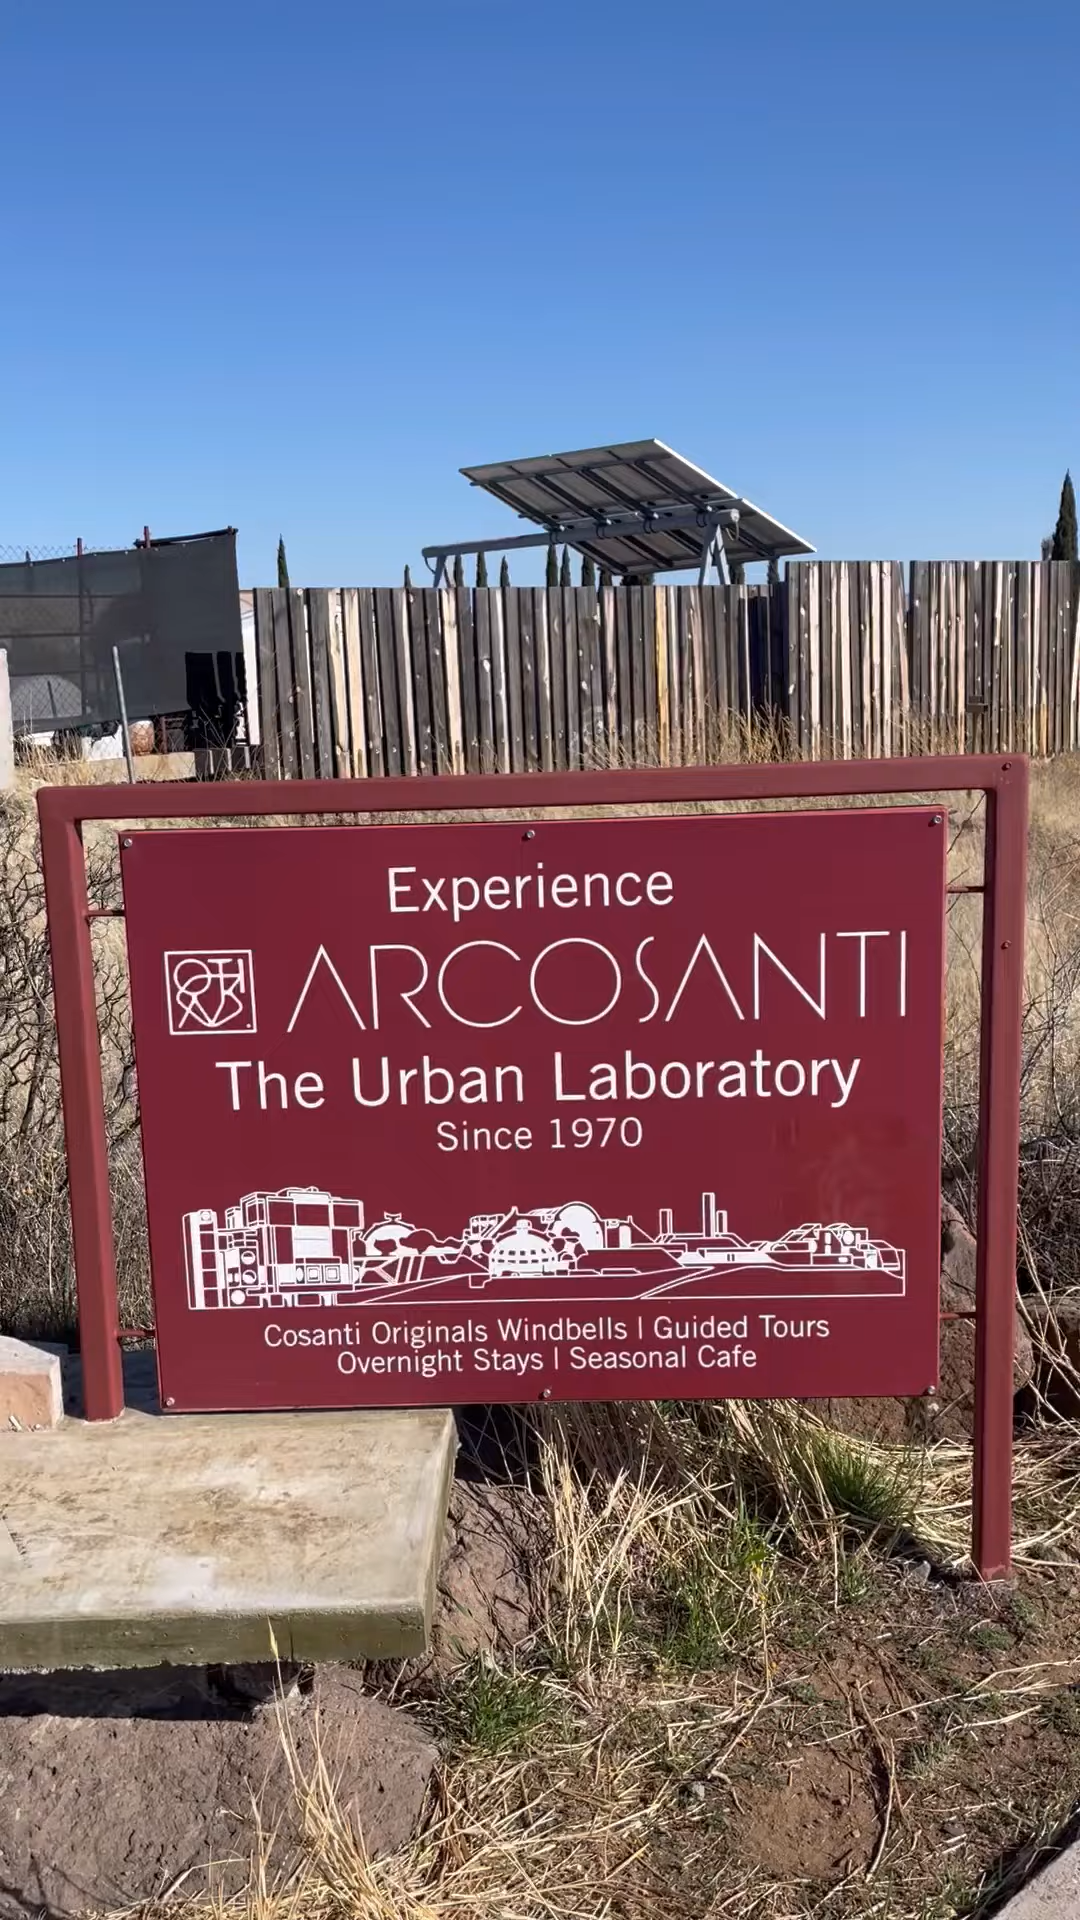 Experience
ARCOSANTI
The Urban Laboratory
Since 1970
Cosanti Originals Windbells | Guided Tours
Overnight Stays | Seasonal Cafe